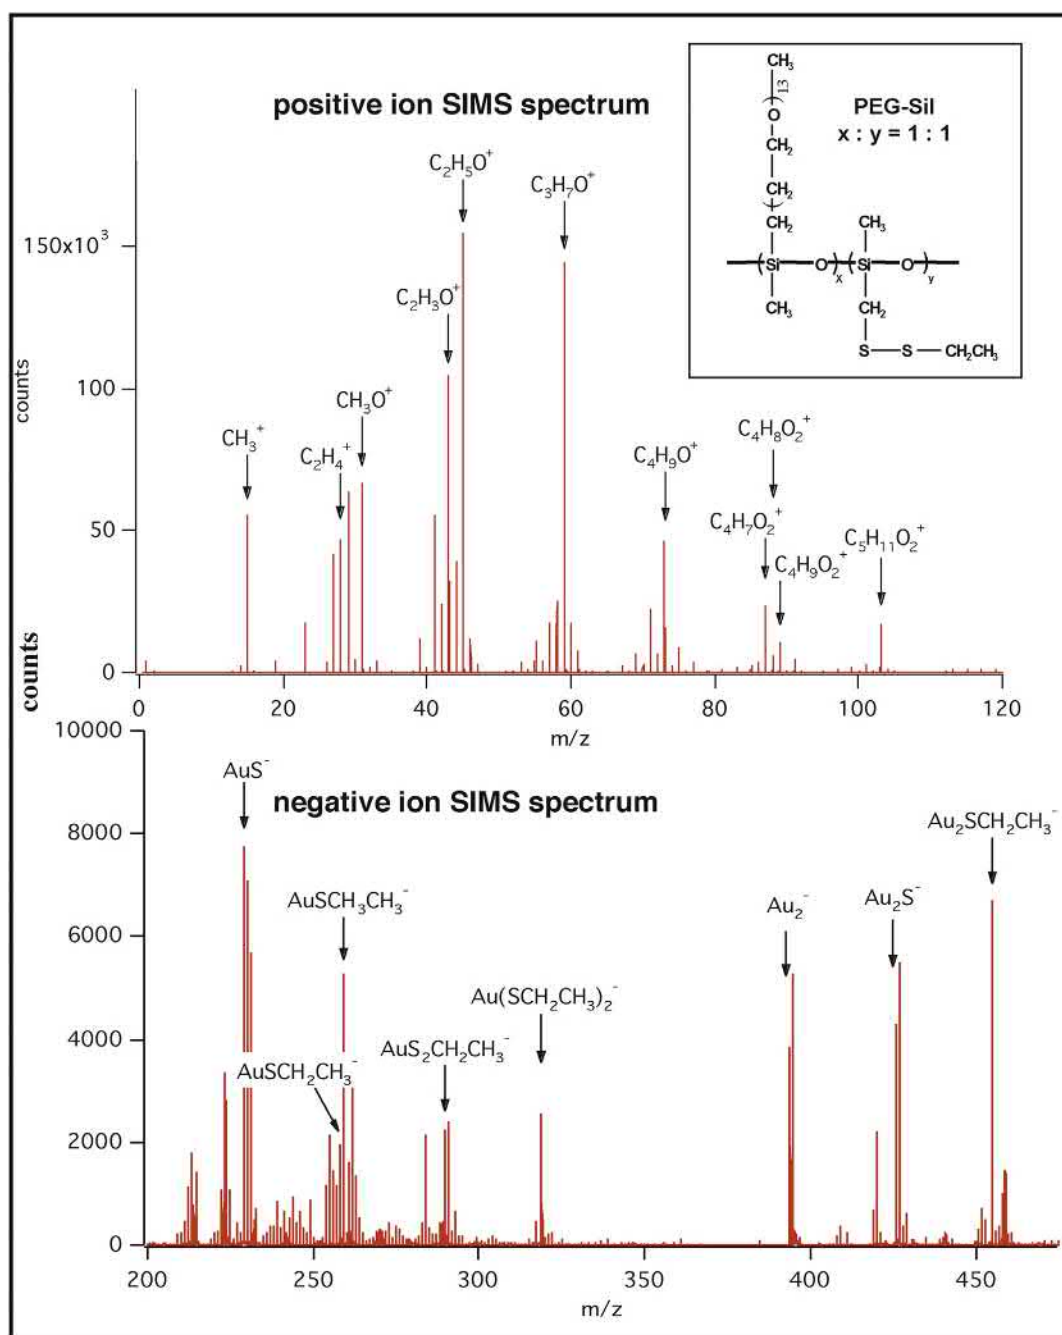 positive ion SIMS spectrum
PEG-Sil
x : y = 1 : 1
CH₃
13
O
CH₂
CH₂
CH₂
CH₃
Si
O
x
Si
O
y
CH₃
CH₂
S
S
CH₂CH₃
C₂H₅O⁺
C₃H₇O⁺
C₂H₃O⁺
CH₃O⁺
CH₃⁺
C₂H₄⁺
C₄H₉O⁺
C₄H₈O₂⁺
C₄H₇O₂⁺
C₄H₉O₂⁺
C₅H₁₁O₂⁺
150x10³
100
50
0
counts
0 20 40 60 80 100 120
m/z
counts
negative ion SIMS spectrum
10000
8000
6000
4000
2000
0
AuS⁻
AuSCH₃CH₃⁻
AuSCH₂CH₃⁻
AuS₂CH₂CH₃⁻
Au(SCH₂CH₃)₂⁻
Au₂⁻
Au₂S⁻
Au₂SCH₂CH₃⁻
200 250 300 350 400 450
m/z